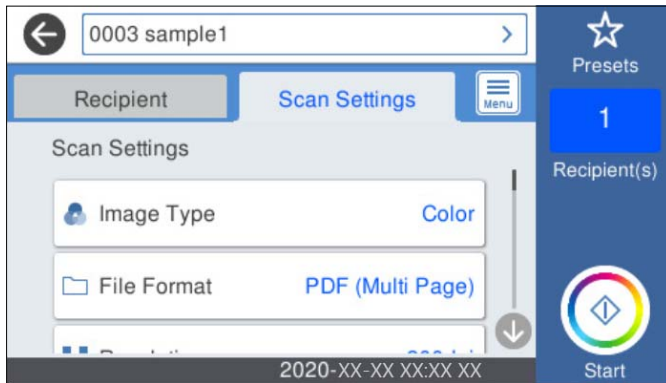 0003 sample1
Presets
Recipient
Scan Settings
Menu
1
Recipient(s)
Scan Settings
Image Type Color
File Format PDF (Multi Page)
2020-XX-XX XX:XX XX
Start